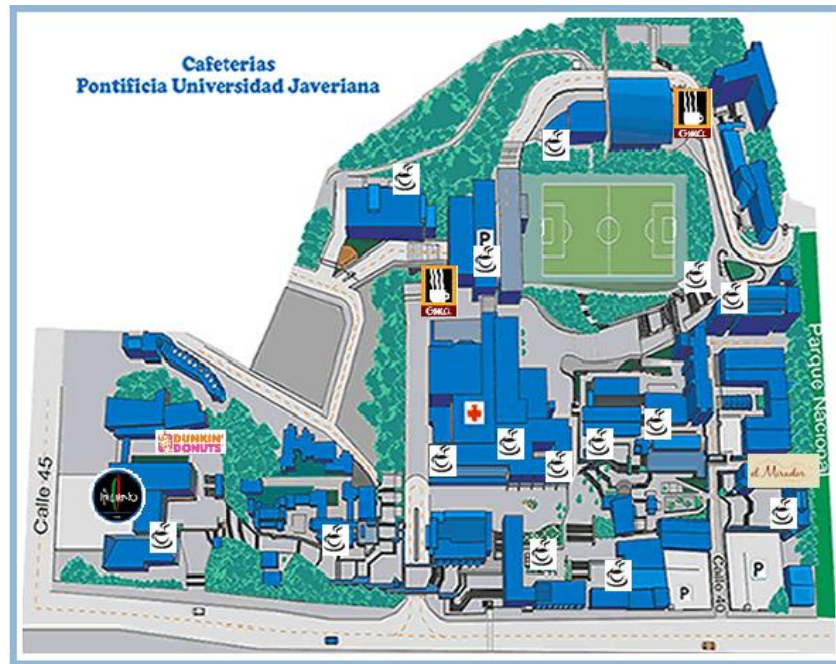 Cafeterias
Pontificia Universidad Javeriana
P
DUNKIN'
DONUTS
Calle 45
Parque Nacional
el Mirador
Calle 40
P
P